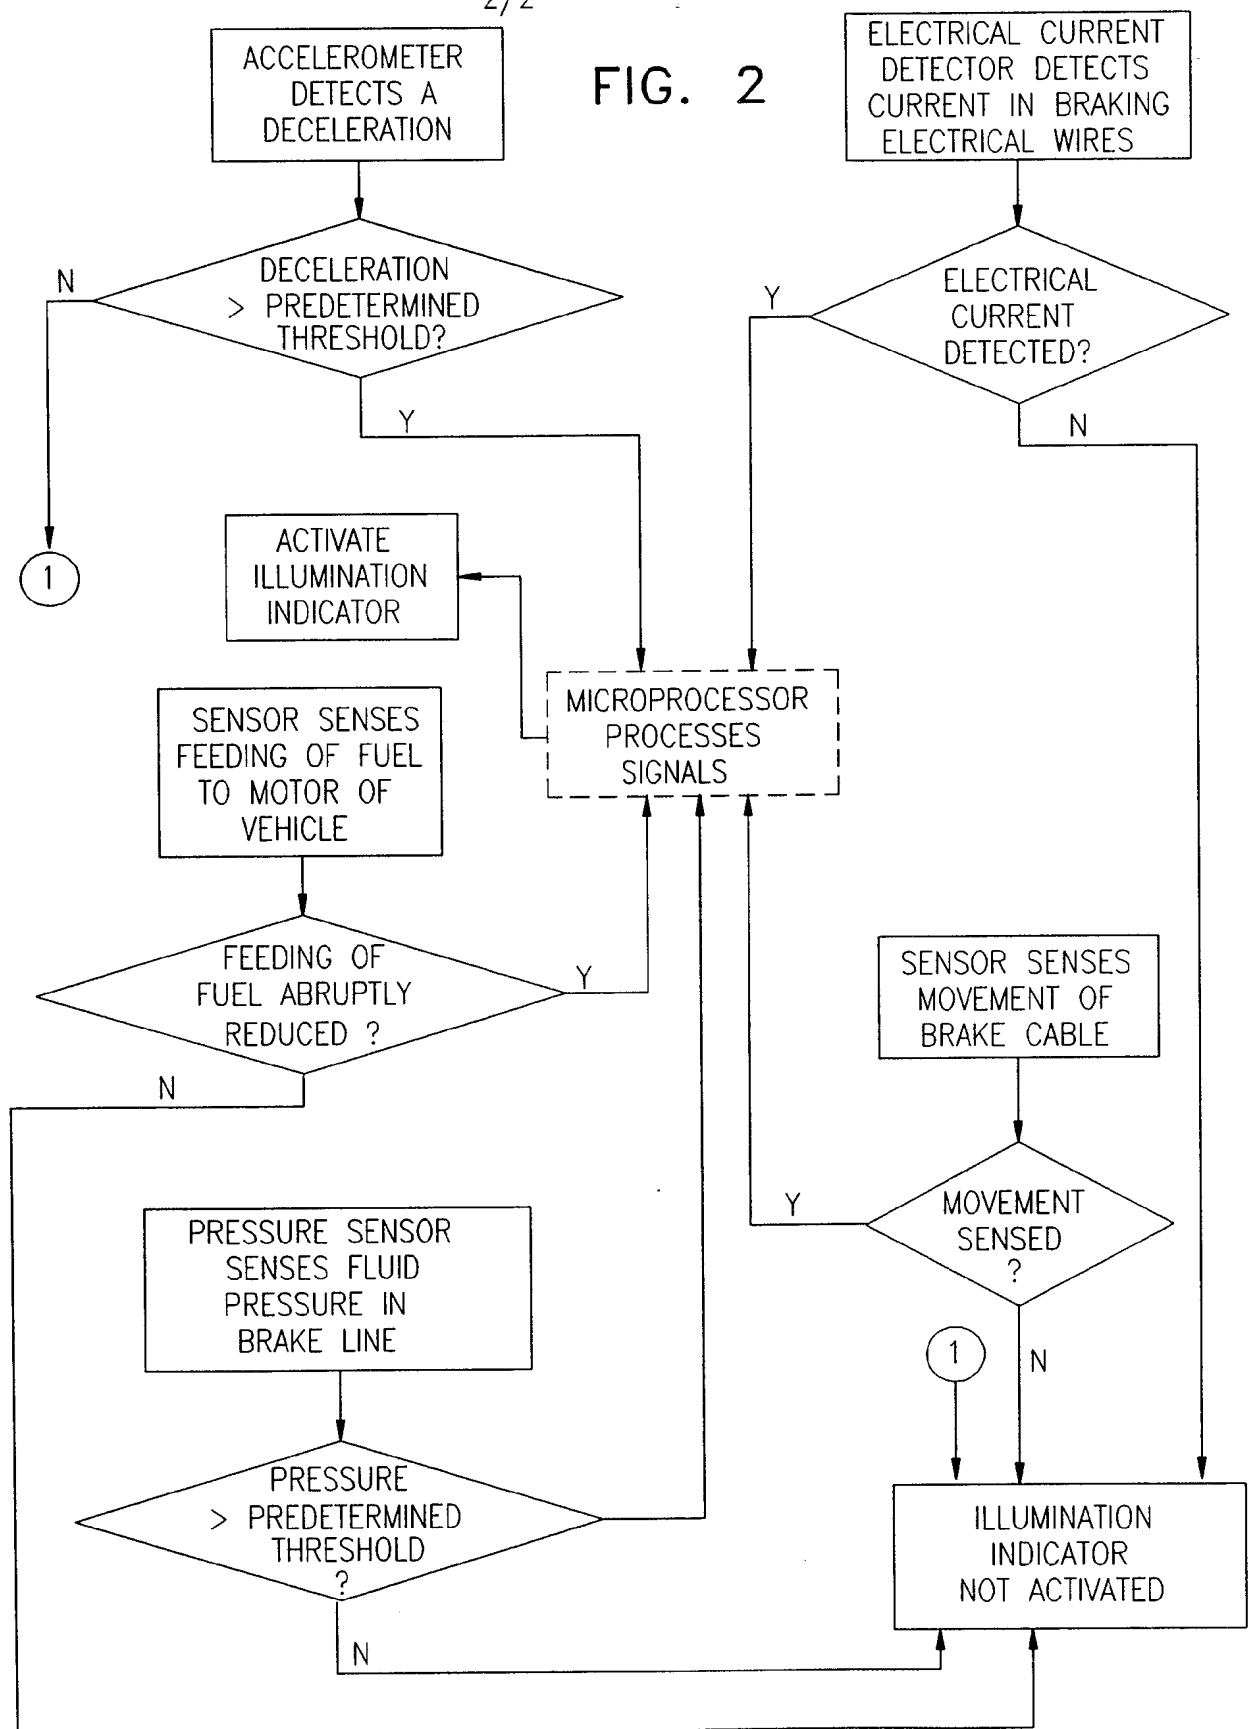 2/2
FIG. 2
ACCELEROMETER
DETECTS A
DECELERATION
ELECTRICAL CURRENT
DETECTOR DETECTS
CURRENT IN BRAKING
ELECTRICAL WIRES
DECELERATION
> PREDETERMINED
THRESHOLD?
N
Y
ELECTRICAL
CURRENT
DETECTED?
Y
N
1
ACTIVATE
ILLUMINATION
INDICATOR
MICROPROCESSOR
PROCESSES
SIGNALS
SENSOR SENSES
FEEDING OF FUEL
TO MOTOR OF
VEHICLE
FEEDING OF
FUEL ABRUPTLY
REDUCED ?
Y
N
SENSOR SENSES
MOVEMENT OF
BRAKE CABLE
MOVEMENT
SENSED
?
Y
N
PRESSURE SENSOR
SENSES FLUID
PRESSURE IN
BRAKE LINE
1
PRESSURE
> PREDETERMINED
THRESHOLD
?
N
ILLUMINATION
INDICATOR
NOT ACTIVATED